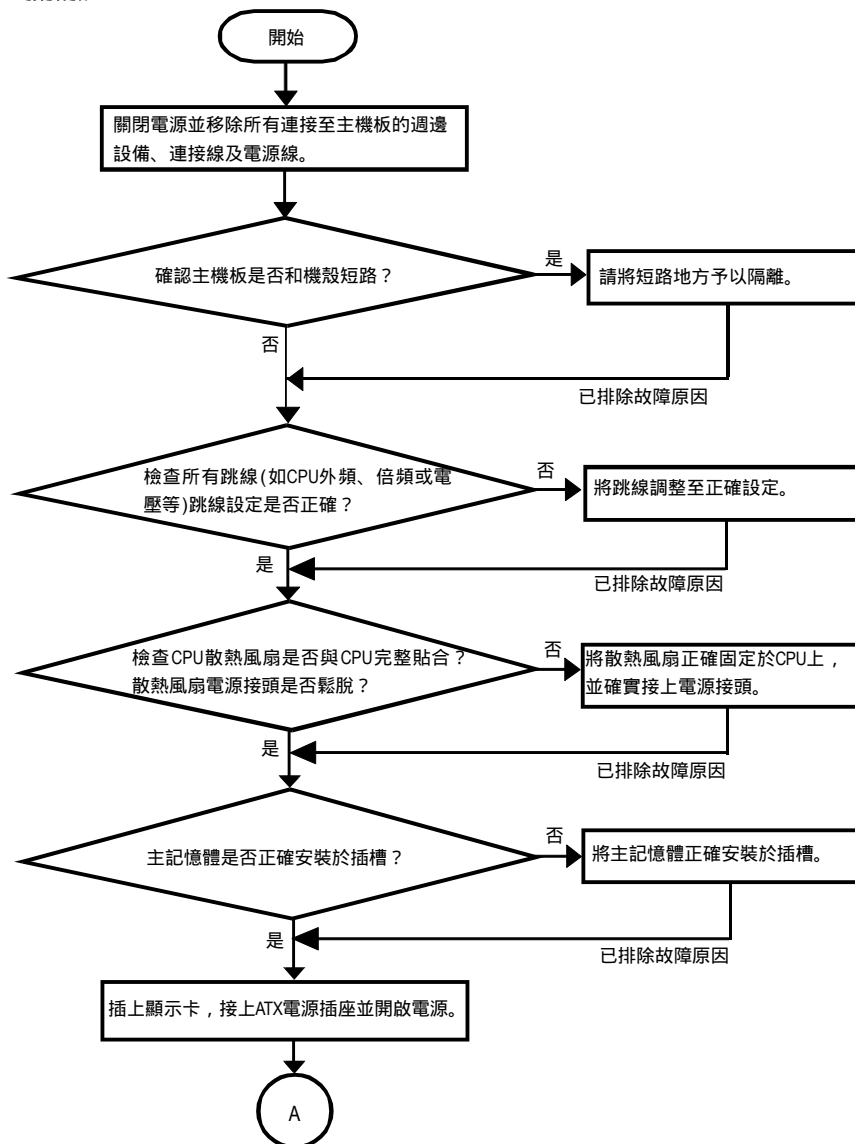 開始
關閉電源並移除所有連接至主機板的週邊
設備、連接線及電源線。
確認主機板是否和機殼短路？
是
請將短路地方予以隔離。
否
已排除故障原因
檢查所有跳線(如CPU外頻、倍頻或電
壓等)跳線設定是否正確？
否
將跳線調整至正確設定。
是
已排除故障原因
檢查CPU散熱風扇是否與CPU完整貼合？
散熱風扇電源接頭是否鬆脫？
否
將散熱風扇正確固定於CPU上，
並確實接上電源接頭。
是
已排除故障原因
主記憶體是否正確安裝於插槽？
否
將主記憶體正確安裝於插槽。
是
已排除故障原因
插上顯示卡，接上ATX電源插座並開啟電源。
A